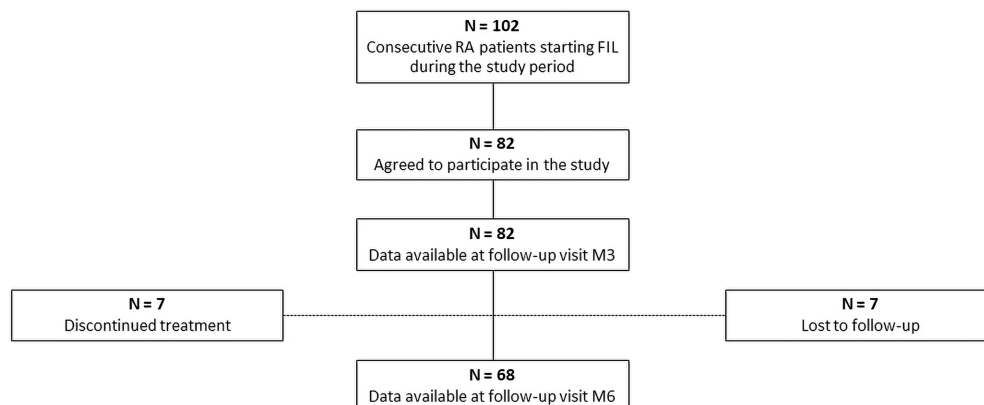 N = 102
Consecutive RA patients starting FIL
during the study period
N = 82
Agreed to participate in the study
N = 82
Data available at follow-up visit M3
N = 7
Discontinued treatment
N = 7
Lost to follow-up
N = 68
Data available at follow-up visit M6